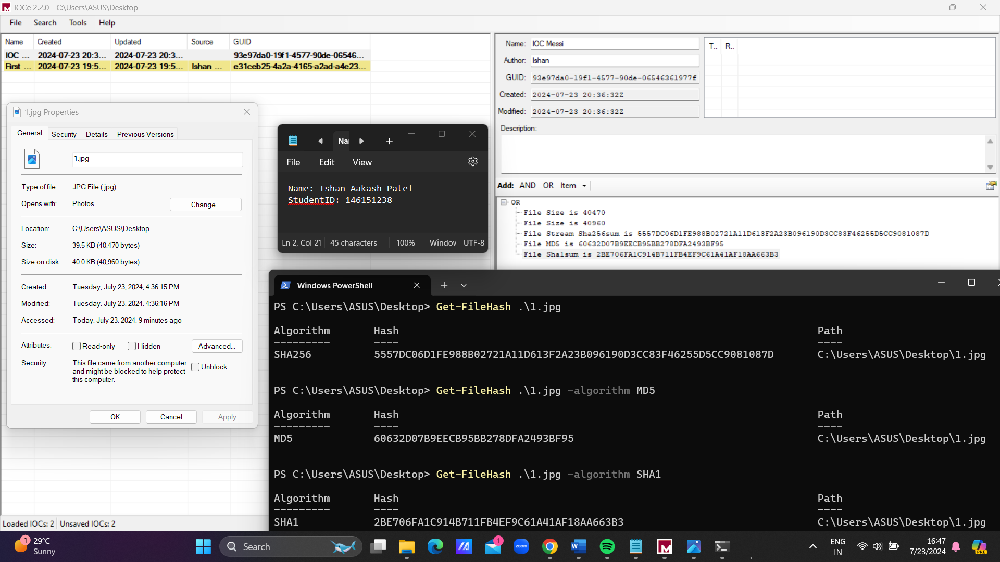 IOCe 2.2.0 - C:\Users\ASUS\Desktop
File Search Tools Help
Name Created Updated Source GUID
IOC ... 2024-07-23 20:3... 2024-07-23 20:3... 93e97da0-19f1-4577-90de-06546...
First ... 2024-07-23 19:5... 2024-07-23 19:5... Ishan ... e31ceb25-4a2a-4165-a2ad-a4e23...
Loaded IOCs: 2 Unsaved IOCs: 2
Name: IOC Messi
Author: Ishan
GUID: 93e97da0-19f1-4577-90de-06546361977f
Created: 2024-07-23 20:36:32Z
Modified: 2024-07-23 20:36:32Z
T.. R..
Description:
Add: AND OR Item
OR
File Size is 40470
File Size is 40960
File Stream Sha256sum is 5557DC06D1FE988B02721A11D613F2A23B096190D3CC83F46255D5CC9081087D
File MD5 is 60632D07B9EECB95BB278DFA2493BF95
File Sha1sum is 2BE706FA1C914B711FB4EF9C61A41AF18AA663B3
1.jpg Properties
General Security Details Previous Versions
1.jpg
Type of file: JPG File (.jpg)
Opens with: Photos Change...
Location: C:\Users\ASUS\Desktop
Size: 39.5 KB (40,470 bytes)
Size on disk: 40.0 KB (40,960 bytes)
Created: Tuesday, July 23, 2024, 4:36:15 PM
Modified: Tuesday, July 23, 2024, 4:36:16 PM
Accessed: Today, July 23, 2024, 9 minutes ago
Attributes: Read-only Hidden Advanced...
Security: This file came from another computer
and might be blocked to help protect Unblock
this computer.
OK Cancel Apply
Nai
File Edit View
Name: Ishan Aakash Patel
StudentID: 146151238
Ln 2, Col 21 45 characters 100% Window UTF-8
Windows PowerShell
PS C:\Users\ASUS\Desktop> Get-FileHash .\1.jpg
Algorithm Hash Path
--------- ---- ----
SHA256 5557DC06D1FE988B02721A11D613F2A23B096190D3CC83F46255D5CC9081087D C:\Users\ASUS\Desktop\1.jpg
PS C:\Users\ASUS\Desktop> Get-FileHash .\1.jpg -algorithm MD5
Algorithm Hash Path
--------- ---- ----
MD5 60632D07B9EECB95BB278DFA2493BF95 C:\Users\ASUS\Desktop\1.jpg
PS C:\Users\ASUS\Desktop> Get-FileHash .\1.jpg -algorithm SHA1
Algorithm Hash Path
--------- ---- ----
SHA1 2BE706FA1C914B711FB4EF9C61A41AF18AA663B3 C:\Users\ASUS\Desktop\1.jpg
1
29°C
Sunny
Search
1
zoom
W
ENG
IN
16:47
7/23/2024
PRE